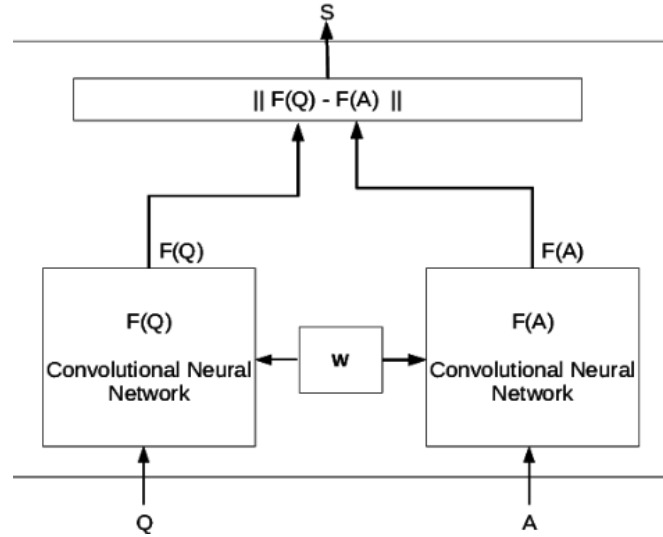 S
|| F(Q) - F(A) ||
F(Q)
F(A)
F(Q)
Convolutional Neural
Network
W
F(A)
Convolutional Neural
Network
Q
A